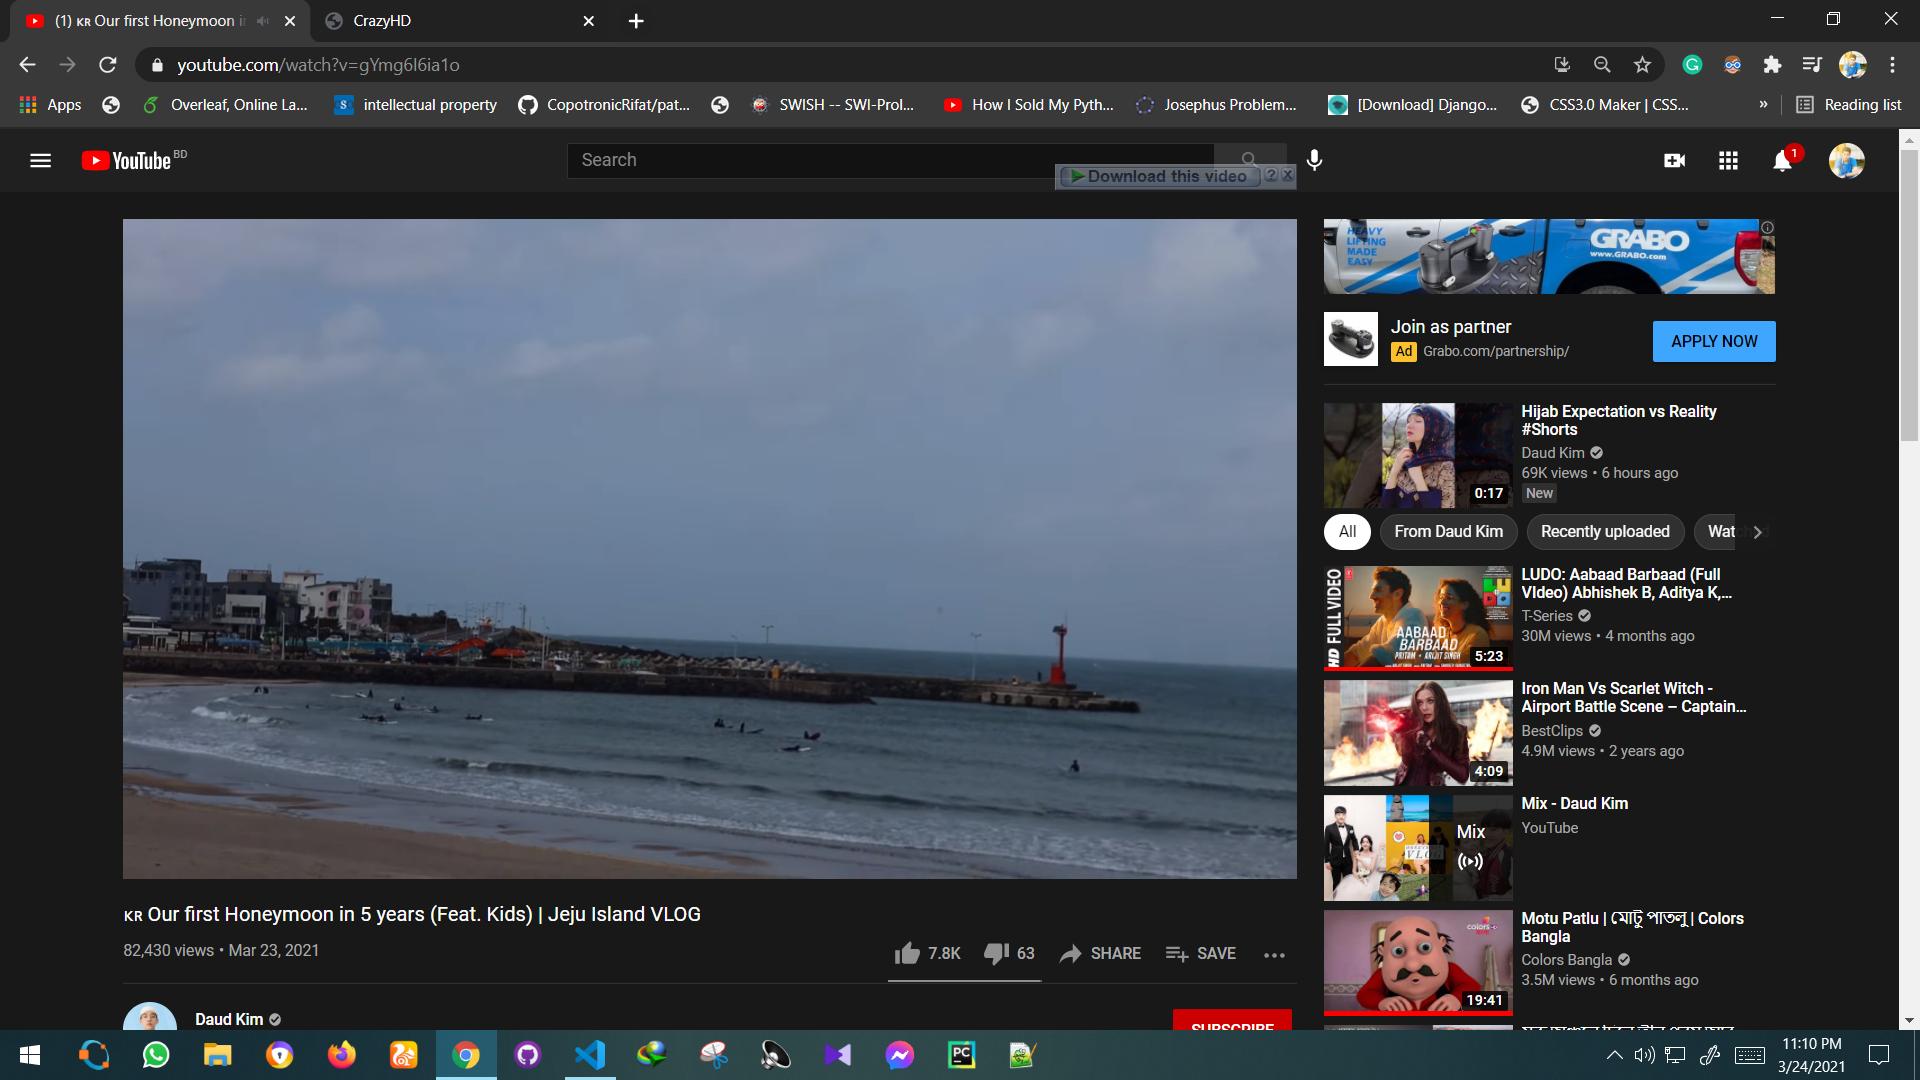 (1) ĸʀ Our first Honeymoon i
CrazyHD
youtube.com/watch?v=gYmg6l6ia1o
Apps
Overleaf, Online La...
intellectual property
CopotronicRifat/pat...
SWISH -- SWI-Prol...
How I Sold My Pyth...
Josephus Problem...
[Download] Django...
CSS3.0 Maker | CSS...
»
Reading list
YouTube BD
Search
Download this video
1
HEAVY
LIFTING
MADE
EASY
GRABO
www.GRABO.com
Join as partner
Ad Grabo.com/partnership/
APPLY NOW
Hijab Expectation vs Reality
#Shorts
Daud Kim
69K views • 6 hours ago
New
0:17
All
From Daud Kim
Recently uploaded
HD FULL VIDEO
AABAAD
BARBAAD
PRITAM • ARIJIT SINGH
5:23
LUDO: Aabaad Barbaad (Full
VIdeo) Abhishek B, Aditya K,...
T-Series
30M views • 4 months ago
4:09
Iron Man Vs Scarlet Witch -
Airport Battle Scene – Captain...
BestClips
4.9M views • 2 years ago
Mix
Mix - Daud Kim
YouTube
colors
19:41
Motu Patlu | মোটু পাতলু | Colors
Bangla
Colors Bangla
3.5M views • 6 months ago
ĸʀ Our first Honeymoon in 5 years (Feat. Kids) | Jeju Island VLOG
82,430 views • Mar 23, 2021
7.8K
63
SHARE
SAVE
Daud Kim
SUBSCRIBE
PC
11:10 PM
3/24/2021